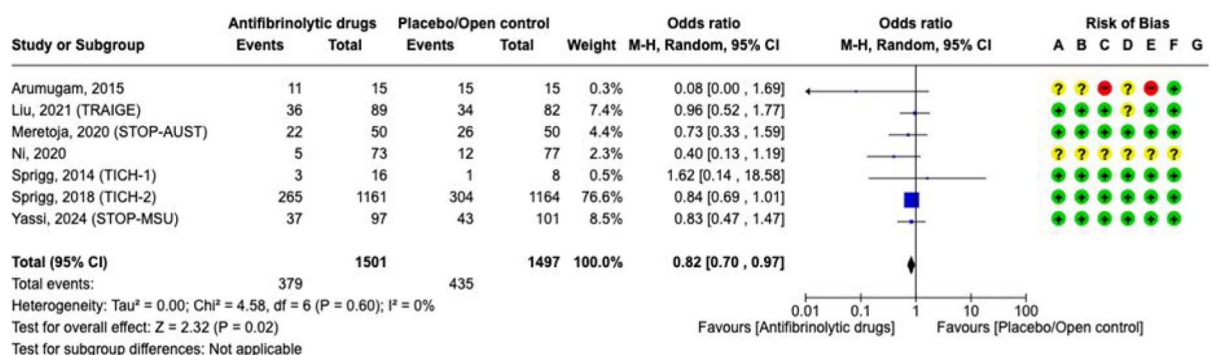 Antifibrinolytic drugs Placebo/Open control Odds ratio Odds ratio Risk of Bias
Study or Subgroup Events Total Events Total Weight M-H, Random, 95% CI M-H, Random, 95% CI A B C D E F G
Arumugam, 2015 11 15 15 15 0.3% 0.08 [0.00 , 1.69] ? ? - ? - +
Liu, 2021 (TRAIGE) 36 89 34 82 7.4% 0.96 [0.52 , 1.77] + + + ? + +
Meretoja, 2020 (STOP-AUST) 22 50 26 50 4.4% 0.73 [0.33 , 1.59] + + + + + +
Ni, 2020 5 73 12 77 2.3% 0.40 [0.13 , 1.19] ? ? ? ? ? ?
Sprigg, 2014 (TICH-1) 3 16 1 8 0.5% 1.62 [0.14 , 18.58] + + + + + +
Sprigg, 2018 (TICH-2) 265 1161 304 1164 76.6% 0.84 [0.69 , 1.01] + + + + + +
Yassi, 2024 (STOP-MSU) 37 97 43 101 8.5% 0.83 [0.47 , 1.47] + + + + + +
Total (95% CI) 1501 1497 100.0% 0.82 [0.70 , 0.97]
Total events: 379 435
Heterogeneity: Tau² = 0.00; Chi² = 4.58, df = 6 (P = 0.60); I² = 0%
Test for overall effect: Z = 2.32 (P = 0.02)
Test for subgroup differences: Not applicable
0.01 0.1 1 10 100
Favours [Antifibrinolytic drugs] Favours [Placebo/Open control]